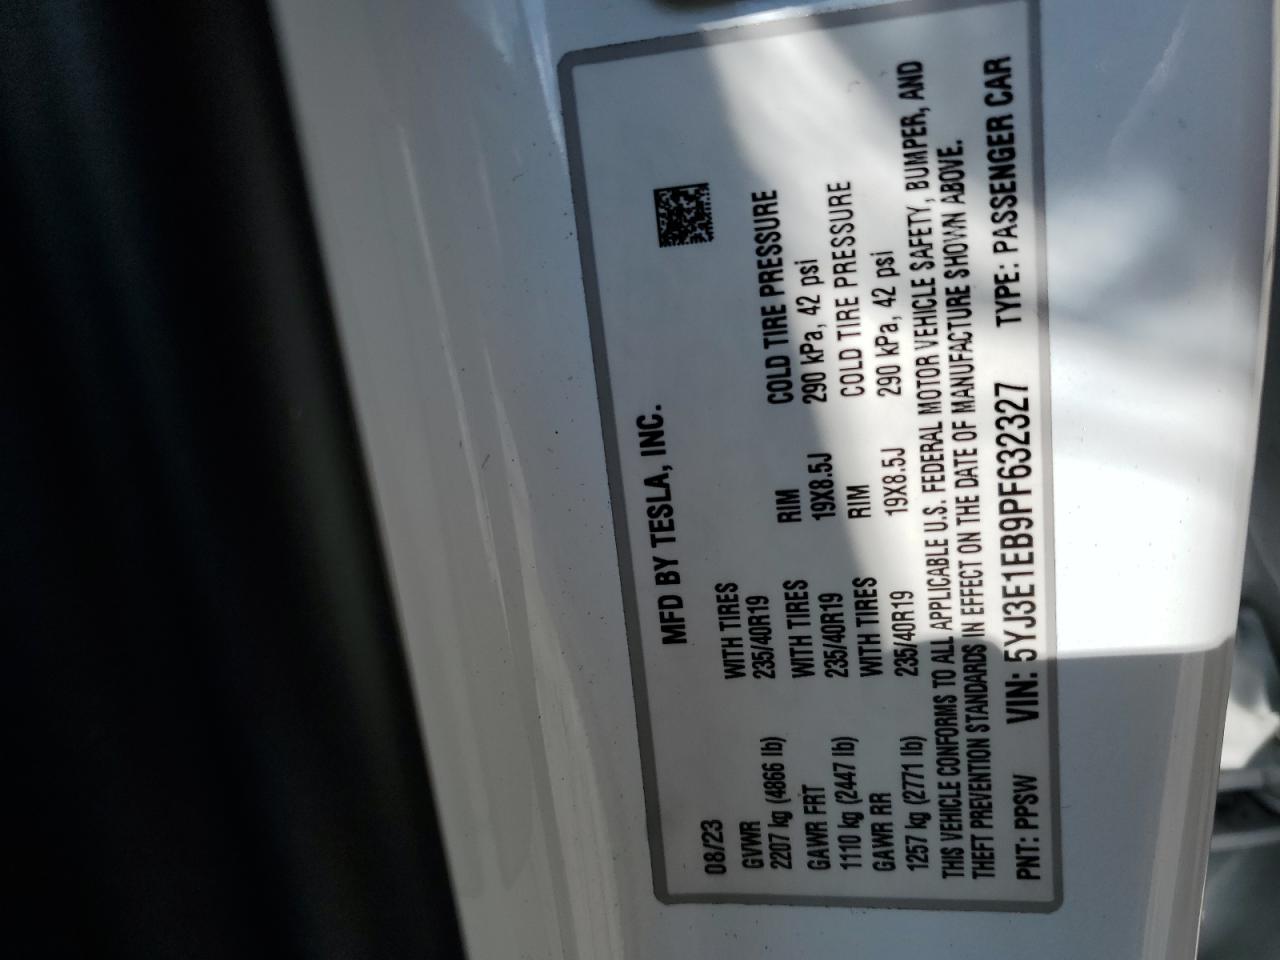 MFD BY TESLA, INC.
08/23
GVWR WITH TIRES RIM COLD TIRE PRESSURE
2207 kg (4866 lb) 235/40R19 19X8.5J 290 kPa, 42 psi
GAWR FRT WITH TIRES RIM COLD TIRE PRESSURE
1110 kg (2447 lb) 235/40R19 19X8.5J 290 kPa, 42 psi
GAWR RR WITH TIRES
1257 kg (2771 lb) 235/40R19
THIS VEHICLE CONFORMS TO ALL APPLICABLE U.S. FEDERAL MOTOR VEHICLE SAFETY, BUMPER, AND
THEFT PREVENTION STANDARDS IN EFFECT ON THE DATE OF MANUFACTURE SHOWN ABOVE.
PNT: PPSW VIN: 5YJ3E1EB9PF632327 TYPE: PASSENGER CAR